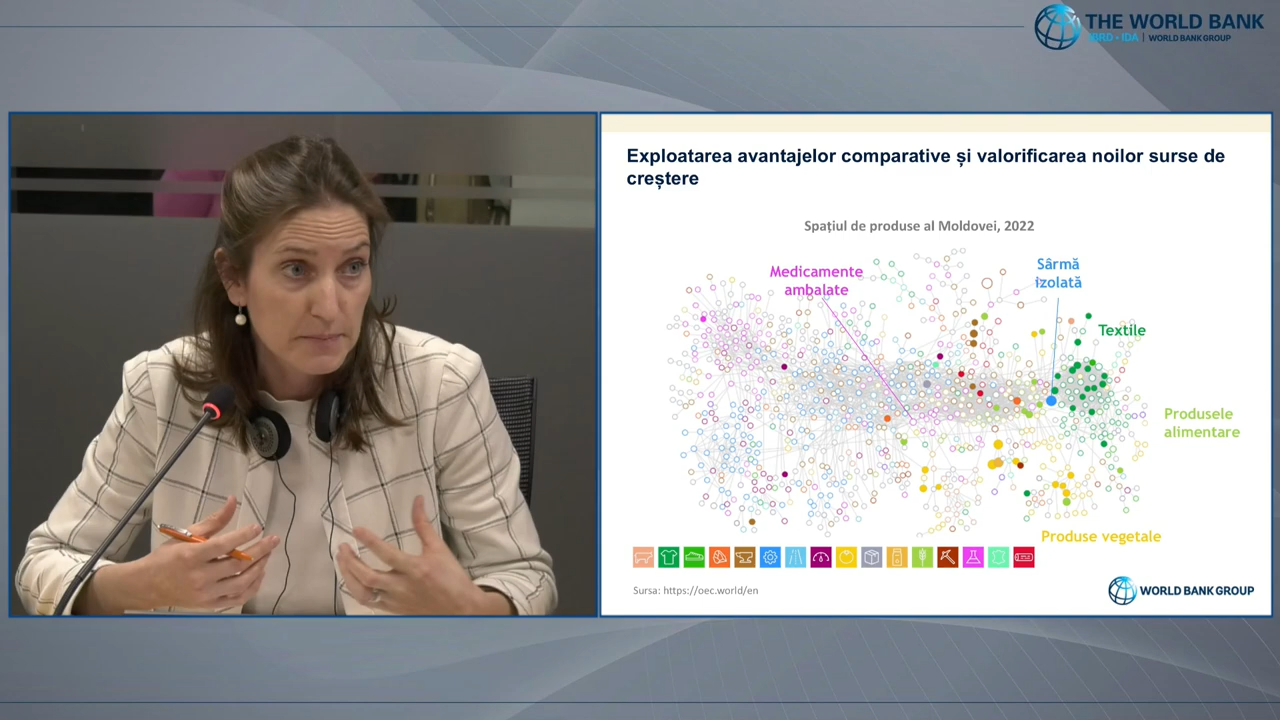 THE WORLD BANK
IBRD • IDA | WORLD BANK GROUP
Exploatarea avantajelor comparative și valorificarea noilor surse de
creștere
Spațiul de produse al Moldovei, 2022
Medicamente
ambalate
Sârmă
izolată
Textile
Produsele
alimentare
Produse vegetale
Sursa: https://oec.world/en
WORLD BANK GROUP